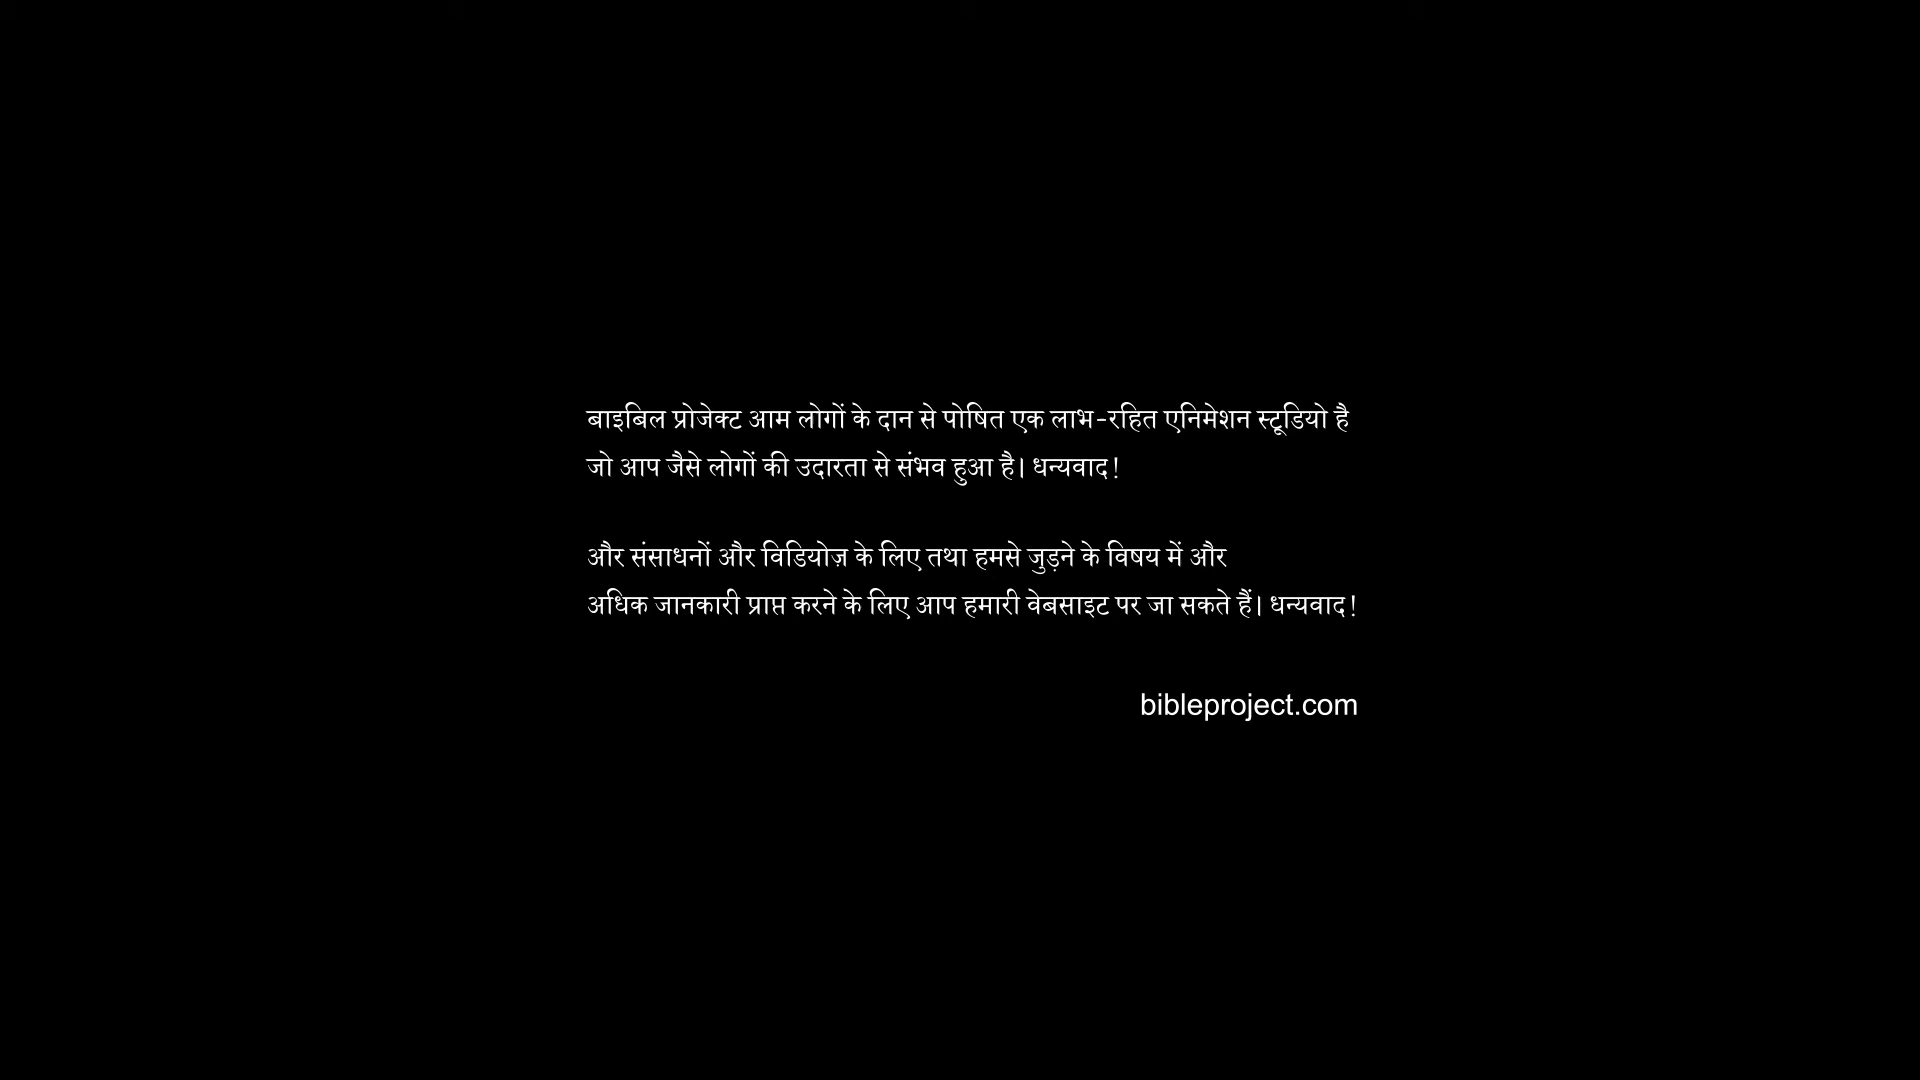 बाइबिल प्रोजेक्ट आम लोगों के दान से पोषित एक लाभ-रहित एनिमेशन स्टूडियो है
जो आप जैसे लोगों की उदारता से संभव हुआ है। धन्यवाद!
और संसाधनों और विडियोज़ के लिए तथा हमसे जुड़ने के विषय में और
अधिक जानकारी प्राप्त करने के लिए आप हमारी वेबसाइट पर जा सकते हैं। धन्यवाद!
bibleproject.com